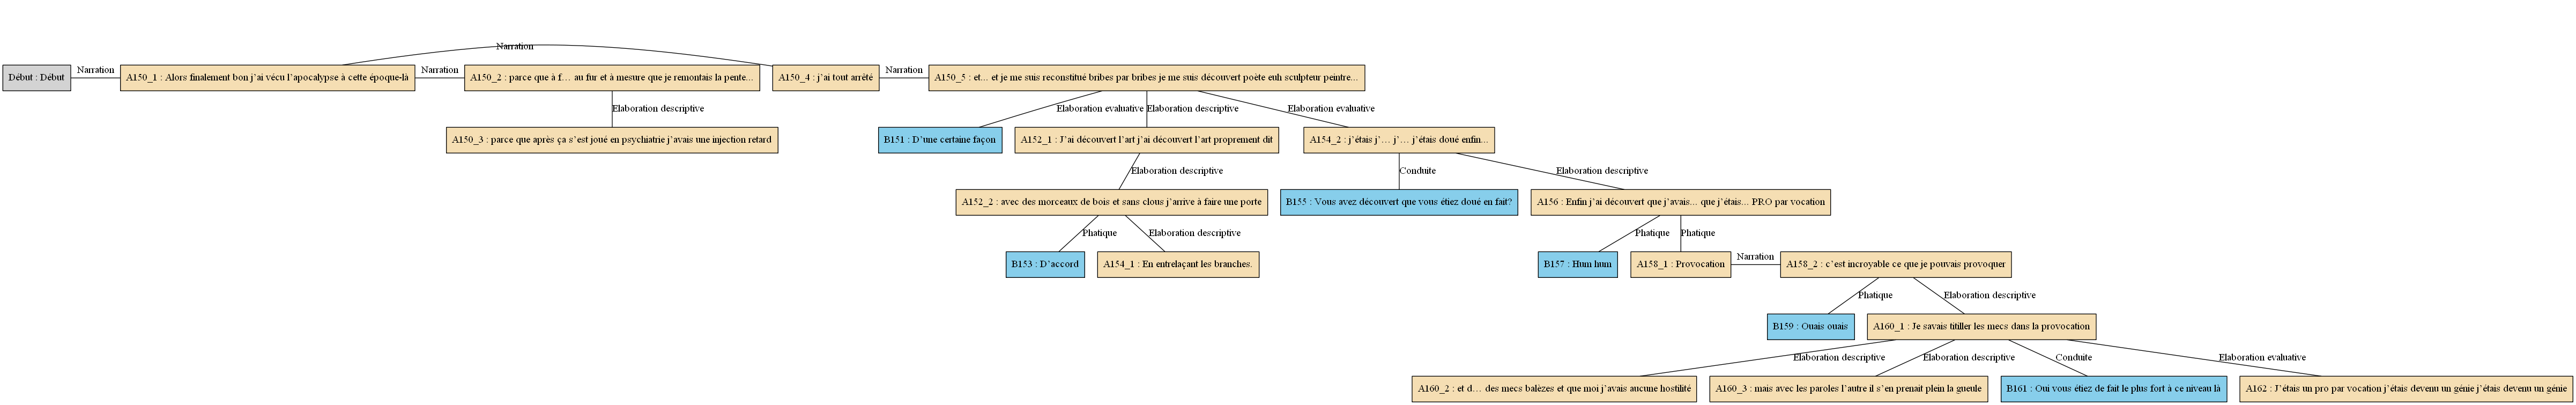 Narration
Début : Début
Narration
A150_1 : Alors finalement bon j'ai vécu l'apocalypse à cette époque-là
Narration
A150_2 : parce que à f… au fur et à mesure que je remontais la pente...
A150_4 : j'ai tout arrêté
Narration
A150_5 : et... et je me suis reconstitué bribes par bribes je me suis découvert poète euh sculpteur peintre...
Elaboration descriptive
Elaboration evaluative
Elaboration descriptive
Elaboration evaluative
A150_3 : parce que après ça s'est joué en psychiatrie j'avais une injection retard
B151 : D'une certaine façon
A152_1 : J'ai découvert l'art j'ai découvert l'art proprement dit
A154_2 : j'étais j'… j'… j'étais doué enfin...
Elaboration descriptive
Conduite
Elaboration descriptive
A152_2 : avec des morceaux de bois et sans clous j'arrive à faire une porte
B155 : Vous avez découvert que vous étiez doué en fait?
A156 : Enfin j'ai découvert que j'avais... que j'étais... PRO par vocation
Phatique
Elaboration descriptive
Phatique
Phatique
B153 : D'accord
A154_1 : En entrelaçant les branches.
B157 : Hum hum
A158_1 : Provocation
Narration
A158_2 : c'est incroyable ce que je pouvais provoquer
Phatique
Elaboration descriptive
B159 : Ouais ouais
A160_1 : Je savais titiller les mecs dans la provocation
Elaboration descriptive
Elaboration descriptive
Conduite
Elaboration evaluative
A160_2 : et d… des mecs balèzes et que moi j'avais aucune hostilité
A160_3 : mais avec les paroles l'autre il s'en prenait plein la gueule
B161 : Oui vous étiez de fait le plus fort à ce niveau là
A162 : J'étais un pro par vocation j'étais devenu un génie j'étais devenu un génie